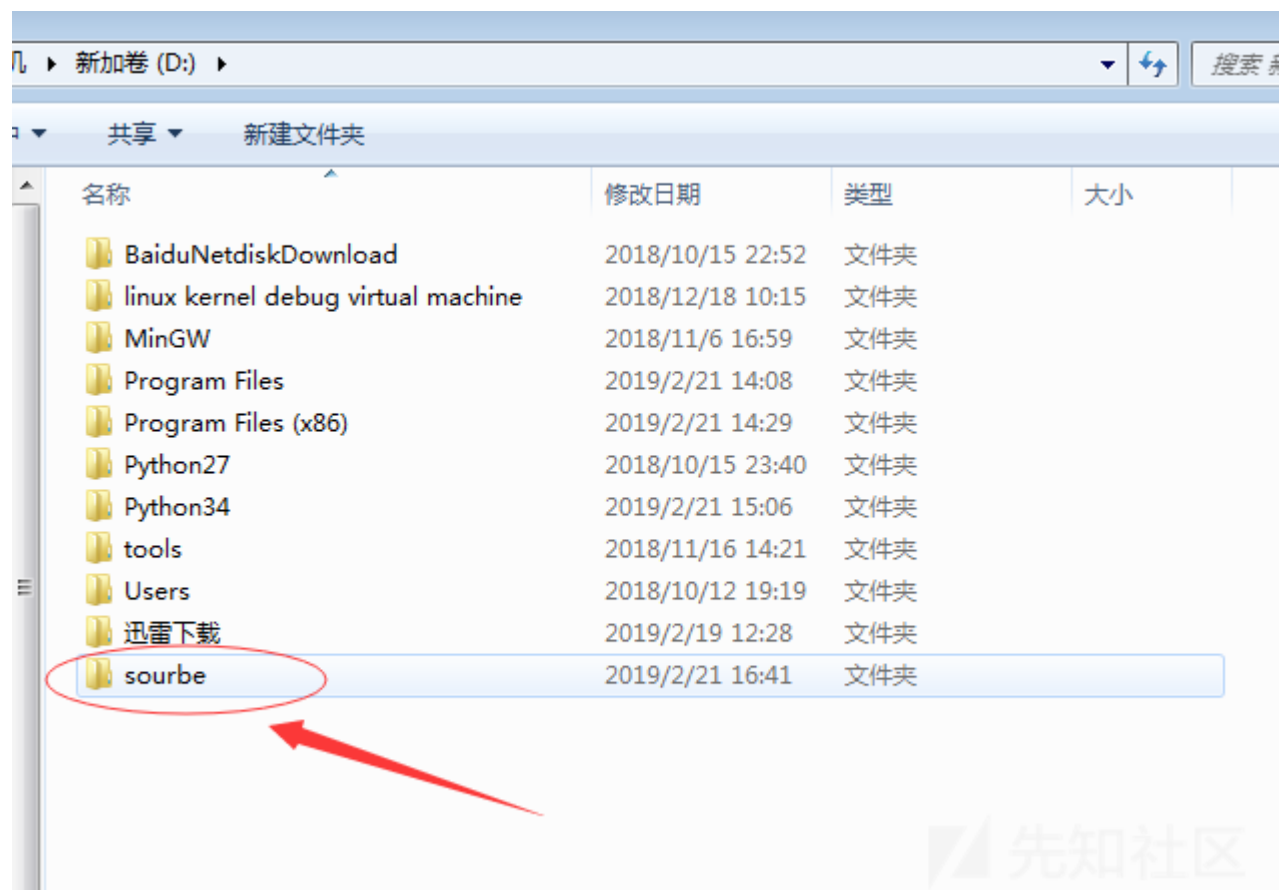 新加卷 (D:)
搜索
共享 新建文件夹
名称 修改日期 类型 大小
BaiduNetdiskDownload 2018/10/15 22:52 文件夹
linux kernel debug virtual machine 2018/12/18 10:15 文件夹
MinGW 2018/11/6 16:59 文件夹
Program Files 2019/2/21 14:08 文件夹
Program Files (x86) 2019/2/21 14:29 文件夹
Python27 2018/10/15 23:40 文件夹
Python34 2019/2/21 15:06 文件夹
tools 2018/11/16 14:21 文件夹
Users 2018/10/12 19:19 文件夹
迅雷下载 2019/2/19 12:28 文件夹
sourbe 2019/2/21 16:41 文件夹
先知社区